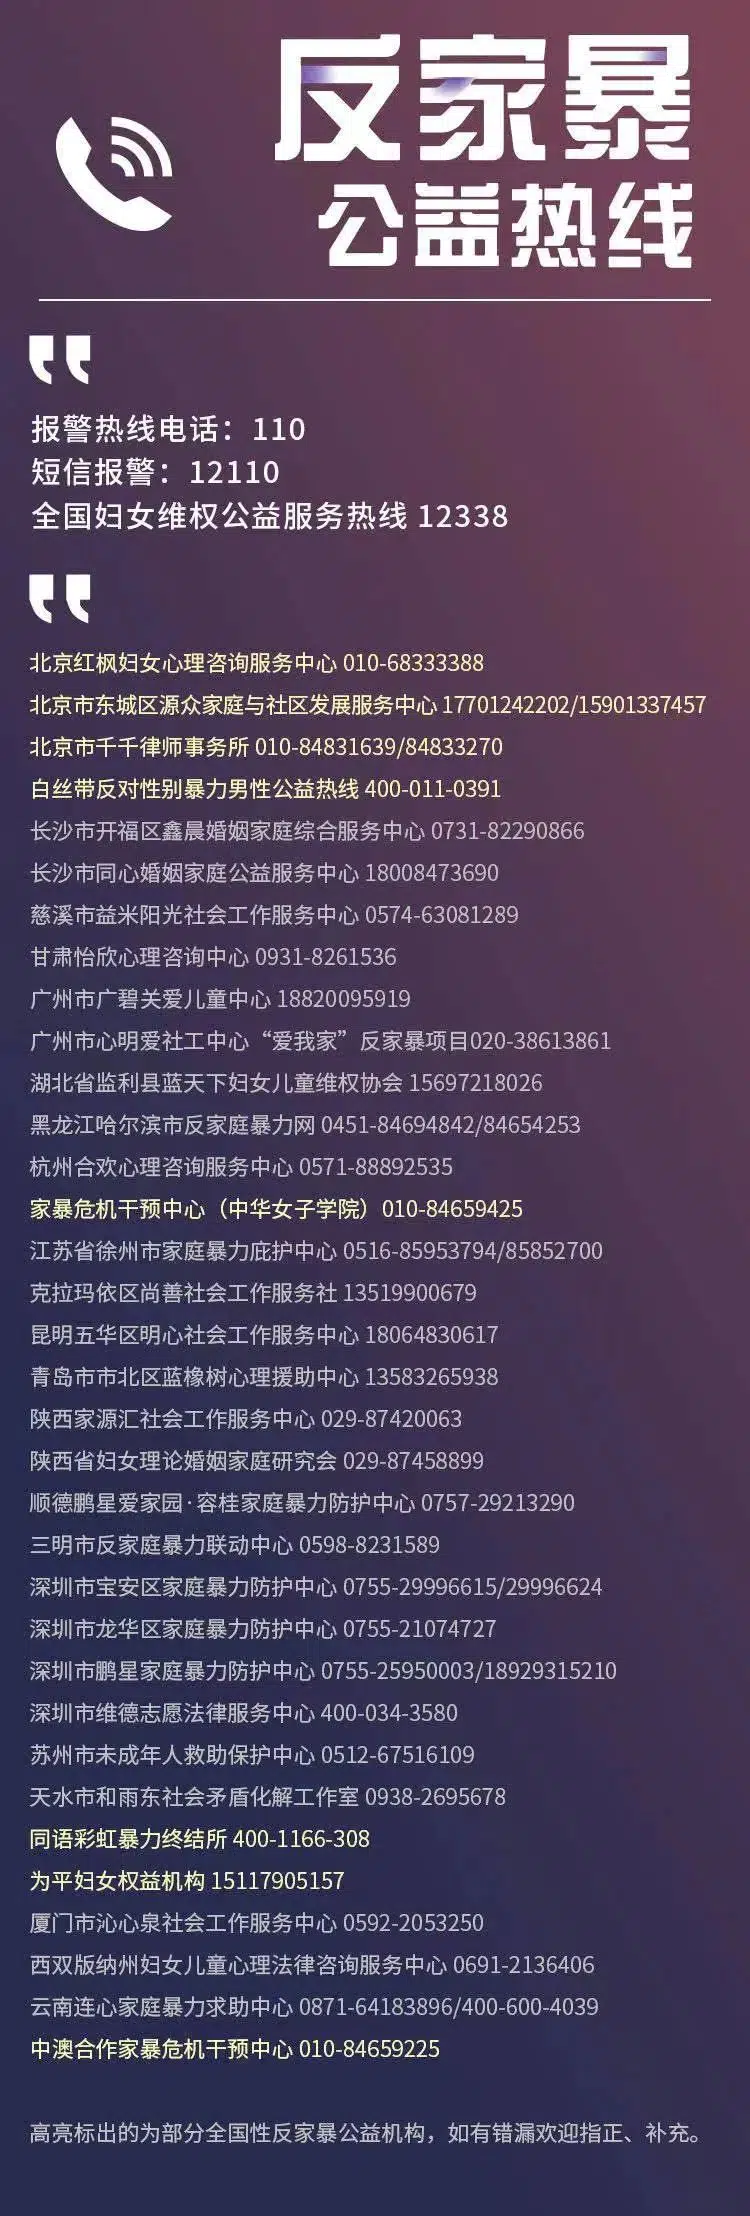 反家暴
公益热线
报警热线电话：110
短信报警：12110
全国妇女维权公益服务热线 12338
北京红枫妇女心理咨询服务中心 010-68333388
北京市东城区源众家庭与社区发展服务中心 17701242202/15901337457
北京市千千律师事务所 010-84831639/84833270
白丝带反对性别暴力男性公益热线 400-011-0391
长沙市开福区鑫晨婚姻家庭综合服务中心 0731-82290866
长沙市同心婚姻家庭公益服务中心 18008473690
慈溪市益米阳光社会工作服务中心 0574-63081289
甘肃怡欣心理咨询中心 0931-8261536
广州市广碧关爱儿童中心 18820095919
广州市心明爱社工中心“爱我家”反家暴项目020-38613861
湖北省监利县蓝天下妇女儿童维权协会 15697218026
黑龙江哈尔滨市反家庭暴力网 0451-84694842/84654253
杭州合欢心理咨询服务中心 0571-88892535
家暴危机干预中心（中华女子学院）010-84659425
江苏省徐州市家庭暴力庇护中心 0516-85953794/85852700
克拉玛依区尚善社会工作服务社 13519900679
昆明五华区明心社会工作服务中心 18064830617
青岛市市北区蓝橡树心理援助中心 13583265938
陕西家源汇社会工作服务中心 029-87420063
陕西省妇女理论婚姻家庭研究会 029-87458899
顺德鹏星爱家园·容桂家庭暴力防护中心 0757-29213290
三明市反家庭暴力联动中心 0598-8231589
深圳市宝安区家庭暴力防护中心 0755-29996615/29996624
深圳市龙华区家庭暴力防护中心 0755-21074727
深圳市鹏星家庭暴力防护中心 0755-25950003/18929315210
深圳市维德志愿法律服务中心 400-034-3580
苏州市未成年人救助保护中心 0512-67516109
天水市和雨东社会矛盾化解工作室 0938-2695678
同语彩虹暴力终结所 400-1166-308
为平妇女权益机构 15117905157
厦门市沁心泉社会工作服务中心 0592-2053250
西双版纳州妇女儿童心理法律咨询服务中心 0691-2136406
云南连心家庭暴力求助中心 0871-64183896/400-600-4039
中澳合作家暴危机干预中心 010-84659225
高亮标出的为部分全国性反家暴公益机构，如有错漏欢迎指正、补充。